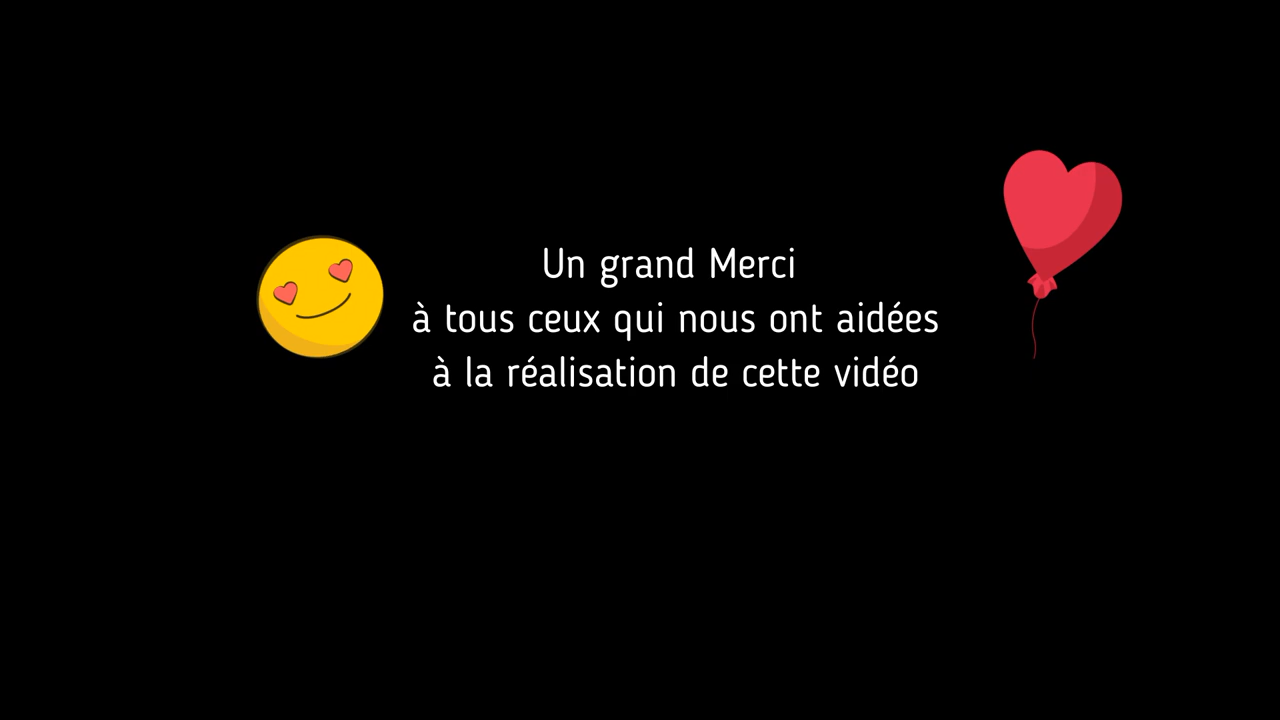 Un grand Merci
à tous ceux qui nous ont aidées
à la réalisation de cette vidéo